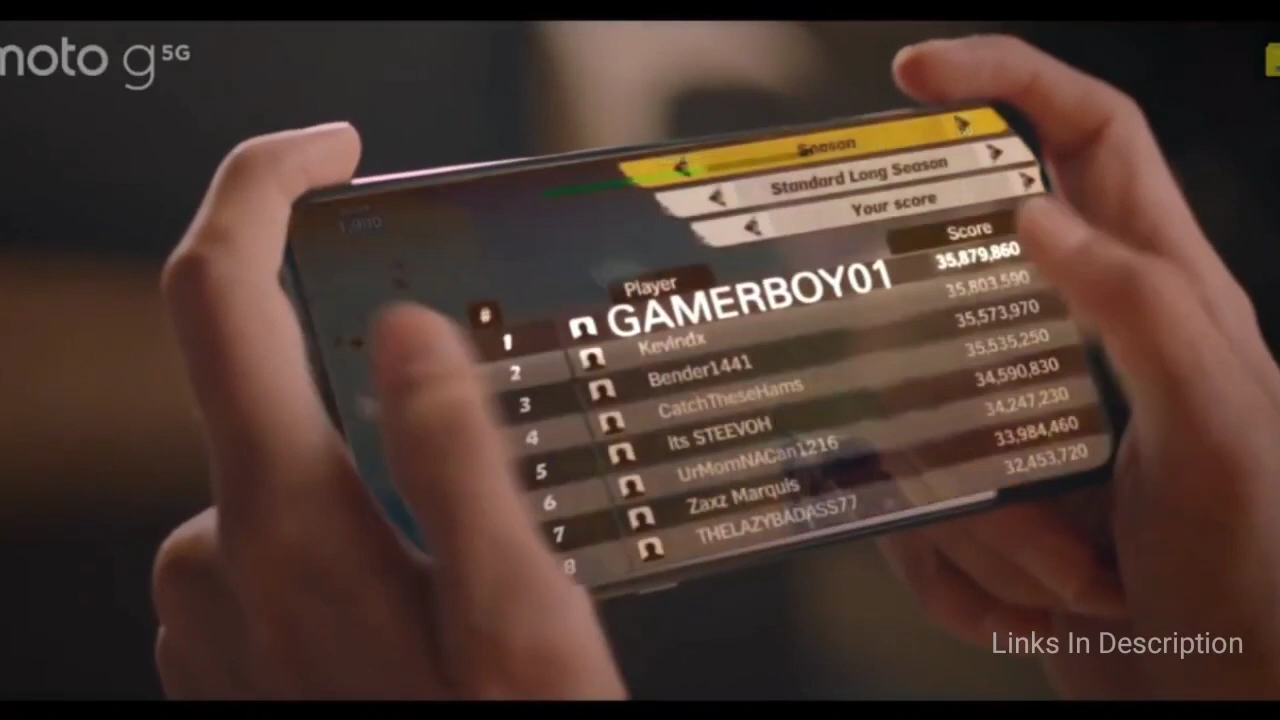 moto g 5G
Season
Standard Long Season
Your score
# Player Score
1 GAMERBOY01 35,879,860
2 Kevindx 35,803,590
3 Bender1441 35,573,970
4 CatchTheseHams 35,535,250
5 Its STEEVOH 34,590,830
6 UrMomNACan1216 34,247,230
7 Zaxz Marquis 33,984,460
8 THELAZYBADASS77 32,453,720
Links In Description